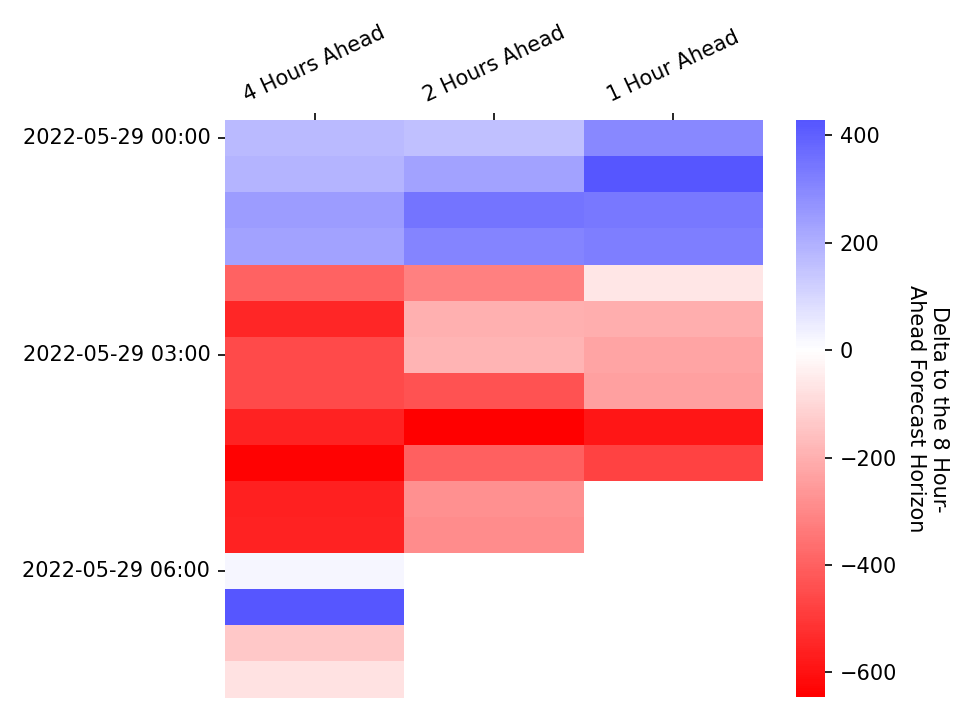 4 Hours Ahead
2 Hours Ahead
1 Hour Ahead
2022-05-29 00:00
2022-05-29 03:00
2022-05-29 06:00
400
200
0
−200
−400
−600
Delta to the 8 Hour-
Ahead Forecast Horizon